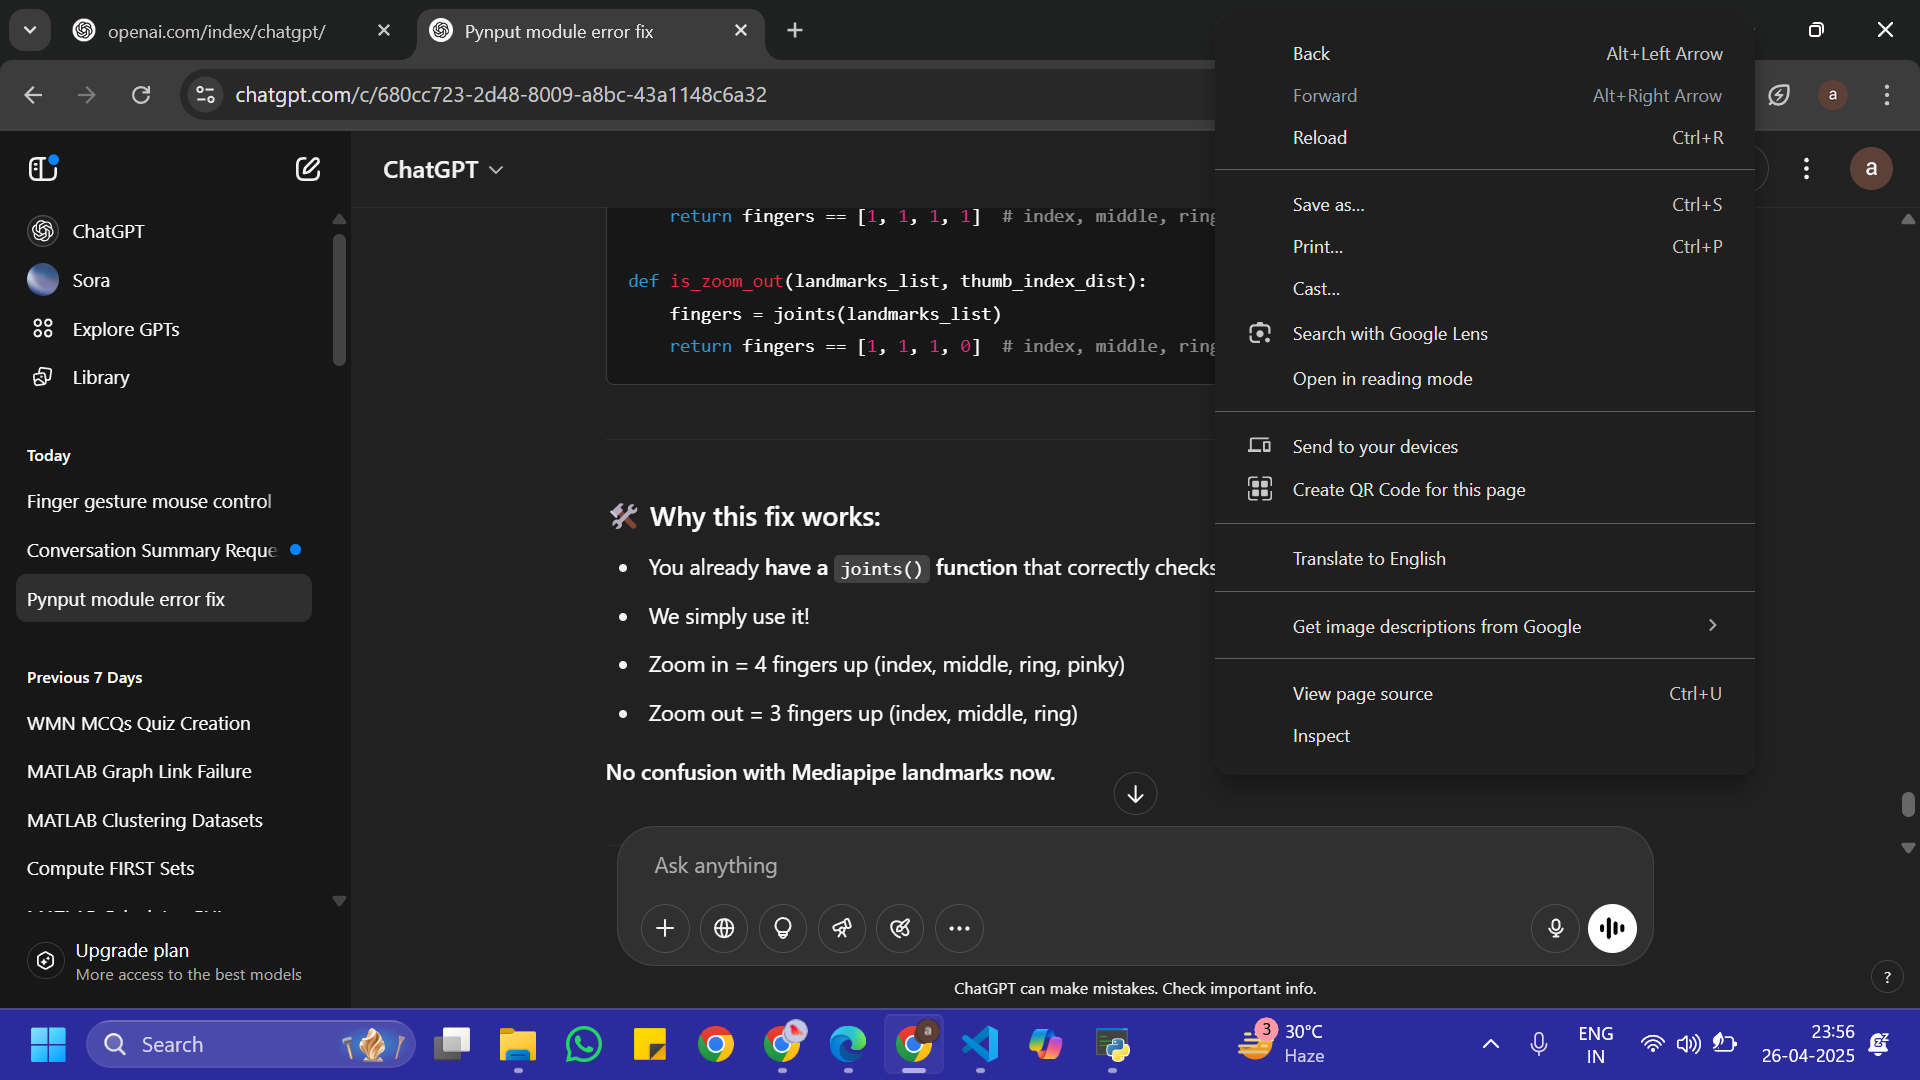 openai.com/index/chatgpt/
Pynput module error fix
chatgpt.com/c/680cc723-2d48-8009-a8bc-43a1148c6a32
a
ChatGPT
Sora
Explore GPTs
Library
Today
Finger gesture mouse control
Conversation Summary Reque
Pynput module error fix
Previous 7 Days
WMN MCQs Quiz Creation
MATLAB Graph Link Failure
MATLAB Clustering Datasets
Compute FIRST Sets
Upgrade plan
More access to the best models
ChatGPT
a
return fingers == [1, 1, 1, 1]  # index, middle, ring
def is_zoom_out(landmarks_list, thumb_index_dist):
fingers = joints(landmarks_list)
return fingers == [1, 1, 1, 0]  # index, middle, ring
🛠 Why this fix works:
• You already have a joints() function that correctly checks
• We simply use it!
• Zoom in = 4 fingers up (index, middle, ring, pinky)
• Zoom out = 3 fingers up (index, middle, ring)
No confusion with Mediapipe landmarks now.
Ask anything
ChatGPT can make mistakes. Check important info.
?
Back Alt+Left Arrow
Forward Alt+Right Arrow
Reload Ctrl+R
Save as... Ctrl+S
Print... Ctrl+P
Cast...
Search with Google Lens
Open in reading mode
Send to your devices
Create QR Code for this page
Translate to English
Get image descriptions from Google
View page source Ctrl+U
Inspect
Search
a
3
30°C
Haze
ENG
IN
23:56
26-04-2025